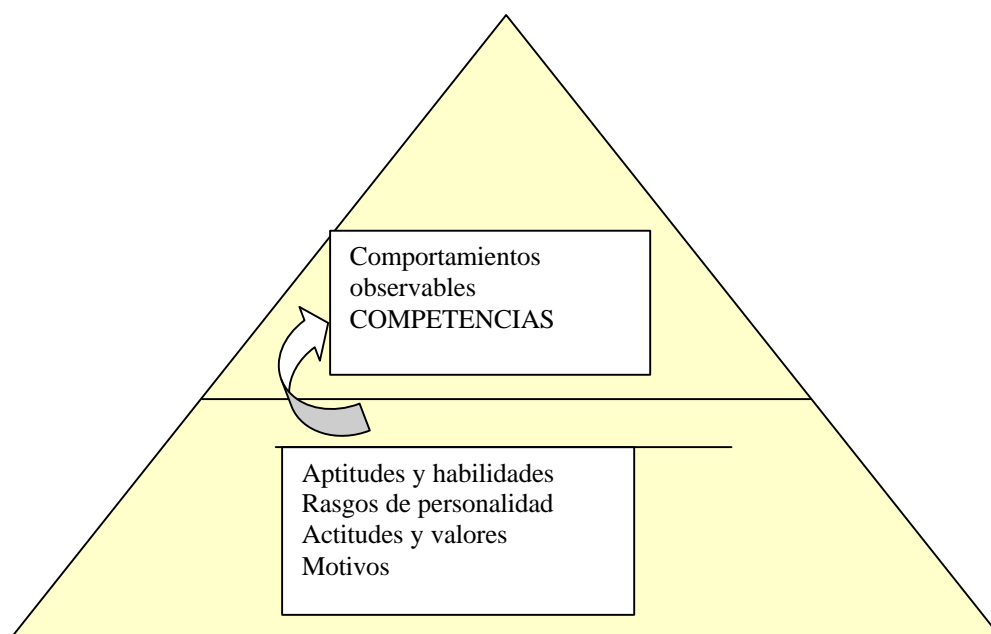 Comportamientos
observables
COMPETENCIAS
Aptitudes y habilidades
Rasgos de personalidad
Actitudes y valores
Motivos